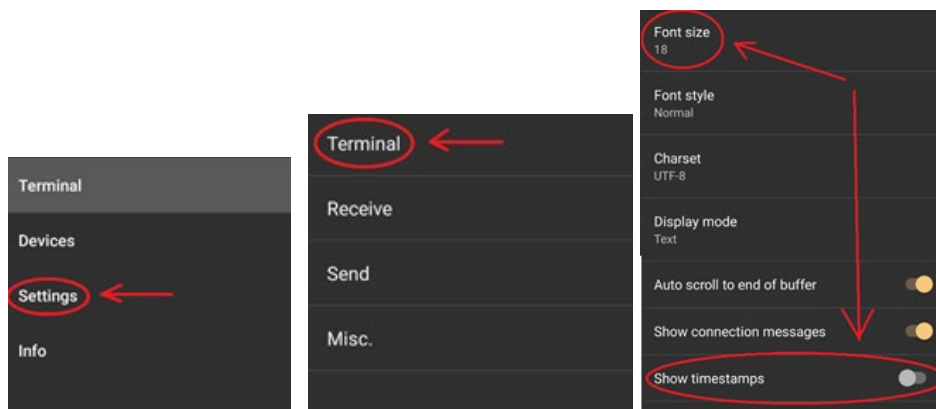 Terminal
Devices
Settings
Info
Terminal
Receive
Send
Misc.
Font size
18
Font style
Normal
Charset
UTF-8
Display mode
Text
Auto scroll to end of buffer
Show connection messages
Show timestamps